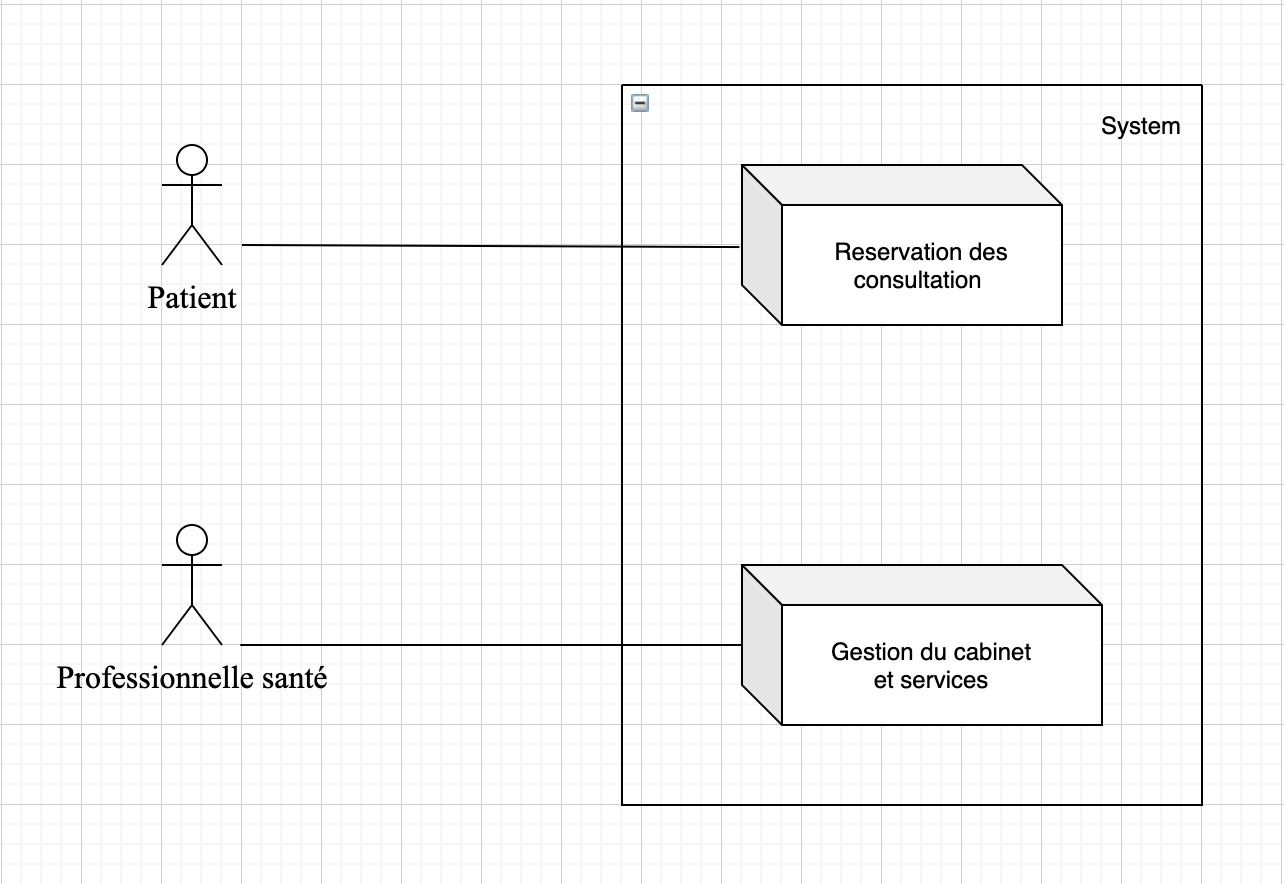 System
Reservation des
consultation
Patient
Gestion du cabinet
et services
Professionnelle santé